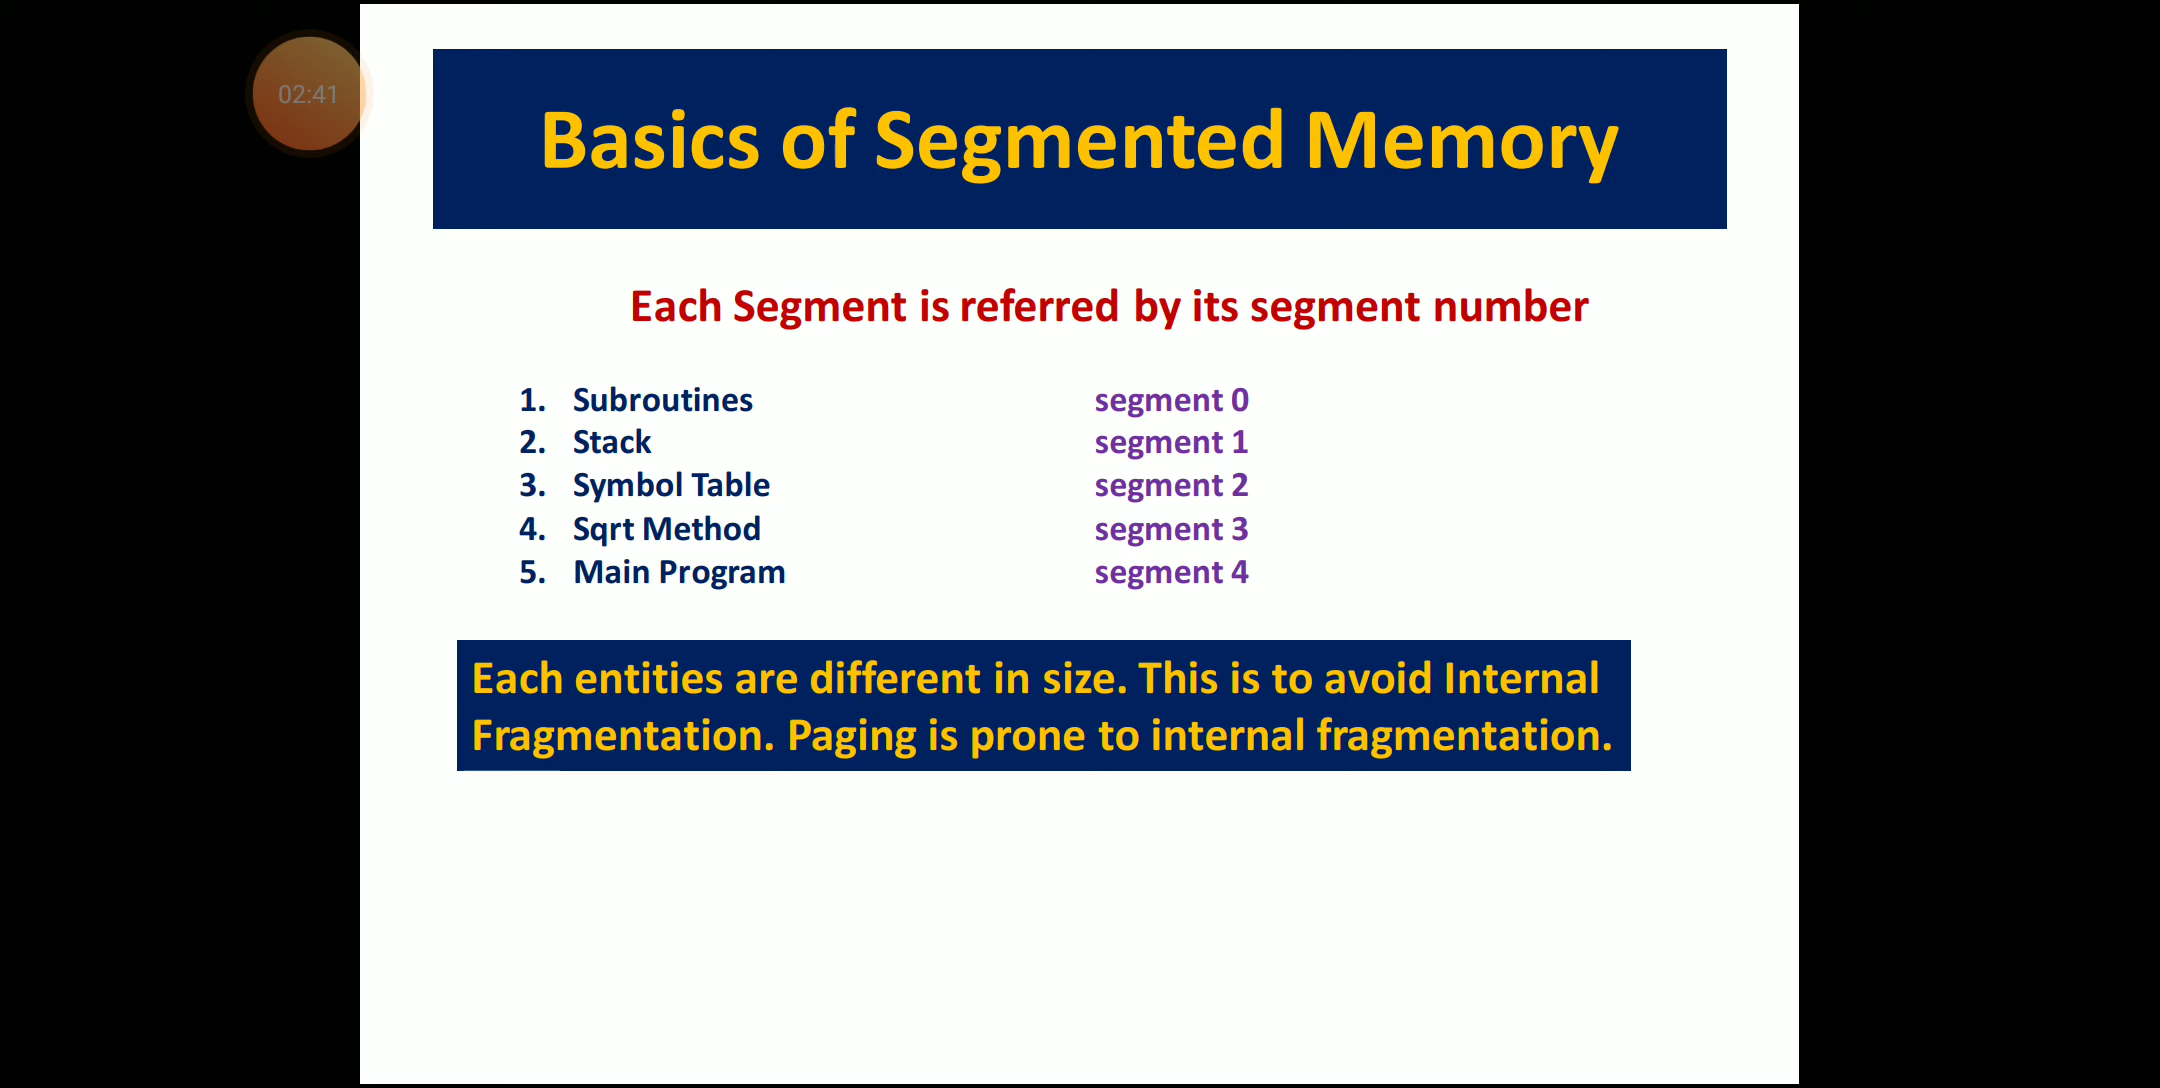 02:41
Basics of Segmented Memory
Each Segment is referred by its segment number
1. Subroutines segment 0
2. Stack segment 1
3. Symbol Table segment 2
4. Sqrt Method segment 3
5. Main Program segment 4
Each entities are different in size. This is to avoid Internal
Fragmentation. Paging is prone to internal fragmentation.